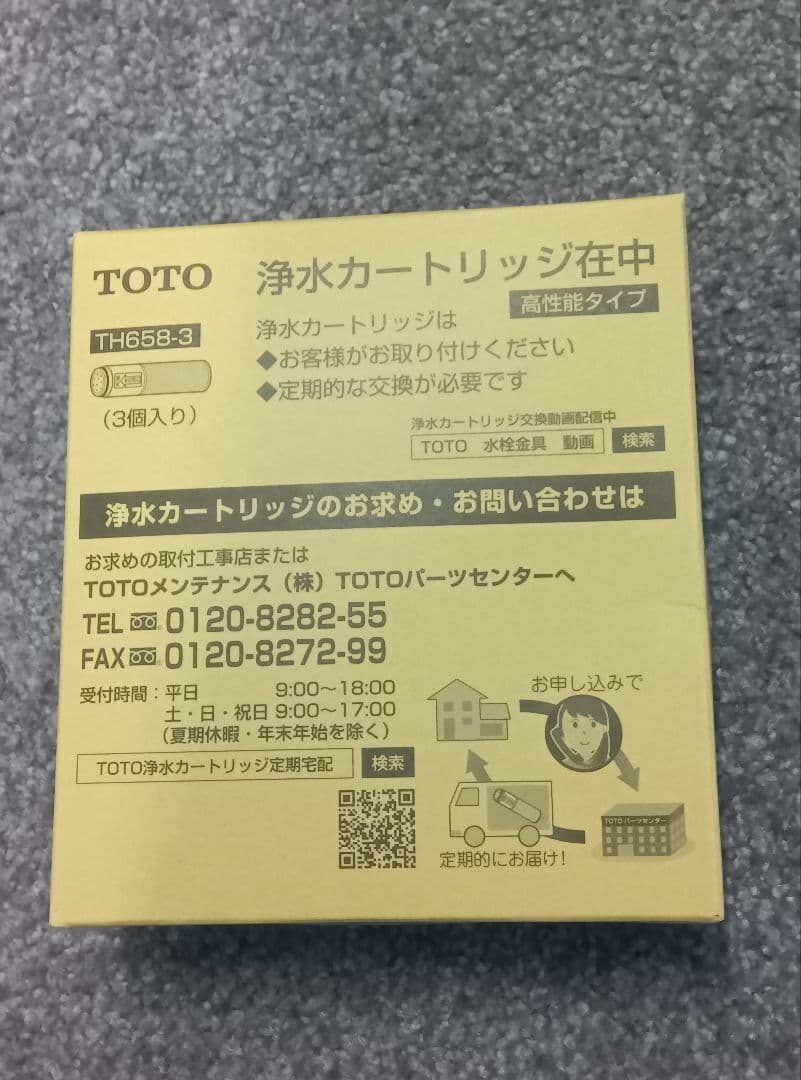 TOTO
浄水カートリッジ在中
高性能タイプ
TH658-3
(3個入り)
浄水カートリッジは
◆お客様がお取り付けください
◆定期的な交換が必要です
浄水カートリッジ交換動画配信中
TOTO 水栓金具 動画 検索
浄水カートリッジのお求め・お問い合わせは
お求めの取付工事店または
TOTOメンテナンス(株)TOTOパーツセンターへ
TEL 0120-8282-55
FAX 0120-8272-99
受付時間:平日 9:00~18:00
土・日・祝日 9:00~17:00
(夏期休暇・年末年始を除く)
TOTO浄水カートリッジ定期宅配 検索
お申し込みで
TOTO パーツセンター
定期的にお届け!